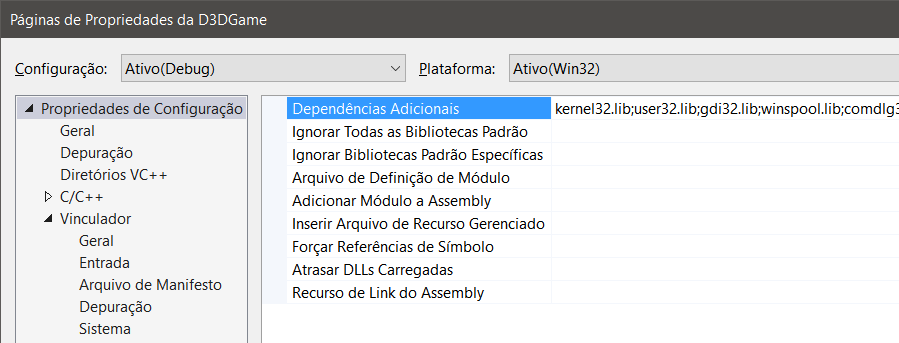 Páginas de Propriedades da D3DGame
Configuração: Ativo(Debug) Plataforma: Ativo(Win32)
Propriedades de Configuração
Geral
Depuração
Diretórios VC++
C/C++
Vinculador
Geral
Entrada
Arquivo de Manifesto
Depuração
Sistema
Dependências Adicionais kernel32.lib;user32.lib;gdi32.lib;winspool.lib;comdlg3
Ignorar Todas as Bibliotecas Padrão
Ignorar Bibliotecas Padrão Específicas
Arquivo de Definição de Módulo
Adicionar Módulo a Assembly
Inserir Arquivo de Recurso Gerenciado
Forçar Referências de Símbolo
Atrasar DLLs Carregadas
Recurso de Link do Assembly